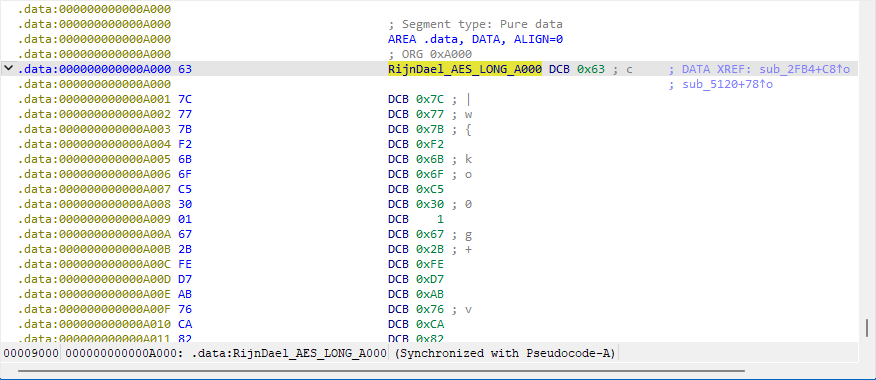 .data:000000000000A000
.data:000000000000A000 ; Segment type: Pure data
.data:000000000000A000 AREA .data, DATA, ALIGN=0
.data:000000000000A000 ; ORG 0xA000
.data:000000000000A000 63 RijnDael_AES_LONG_A000 DCB 0x63 ; c ; DATA XREF: sub_2FB4+C8↑o
.data:000000000000A000 ; sub_5120+78↑o
.data:000000000000A001 7C DCB 0x7C ; |
.data:000000000000A002 77 DCB 0x77 ; w
.data:000000000000A003 7B DCB 0x7B ; {
.data:000000000000A004 F2 DCB 0xF2
.data:000000000000A005 6B DCB 0x6B ; k
.data:000000000000A006 6F DCB 0x6F ; o
.data:000000000000A007 C5 DCB 0xC5
.data:000000000000A008 30 DCB 0x30 ; 0
.data:000000000000A009 01 DCB 1
.data:000000000000A00A 67 DCB 0x67 ; g
.data:000000000000A00B 2B DCB 0x2B ; +
.data:000000000000A00C FE DCB 0xFE
.data:000000000000A00D D7 DCB 0xD7
.data:000000000000A00E AB DCB 0xAB
.data:000000000000A00F 76 DCB 0x76 ; v
.data:000000000000A010 CA DCB 0xCA
.data:000000000000A011 82 DCB 0x82
00009000 000000000000A000: .data:RijnDael_AES_LONG_A000 (Synchronized with Pseudocode-A)